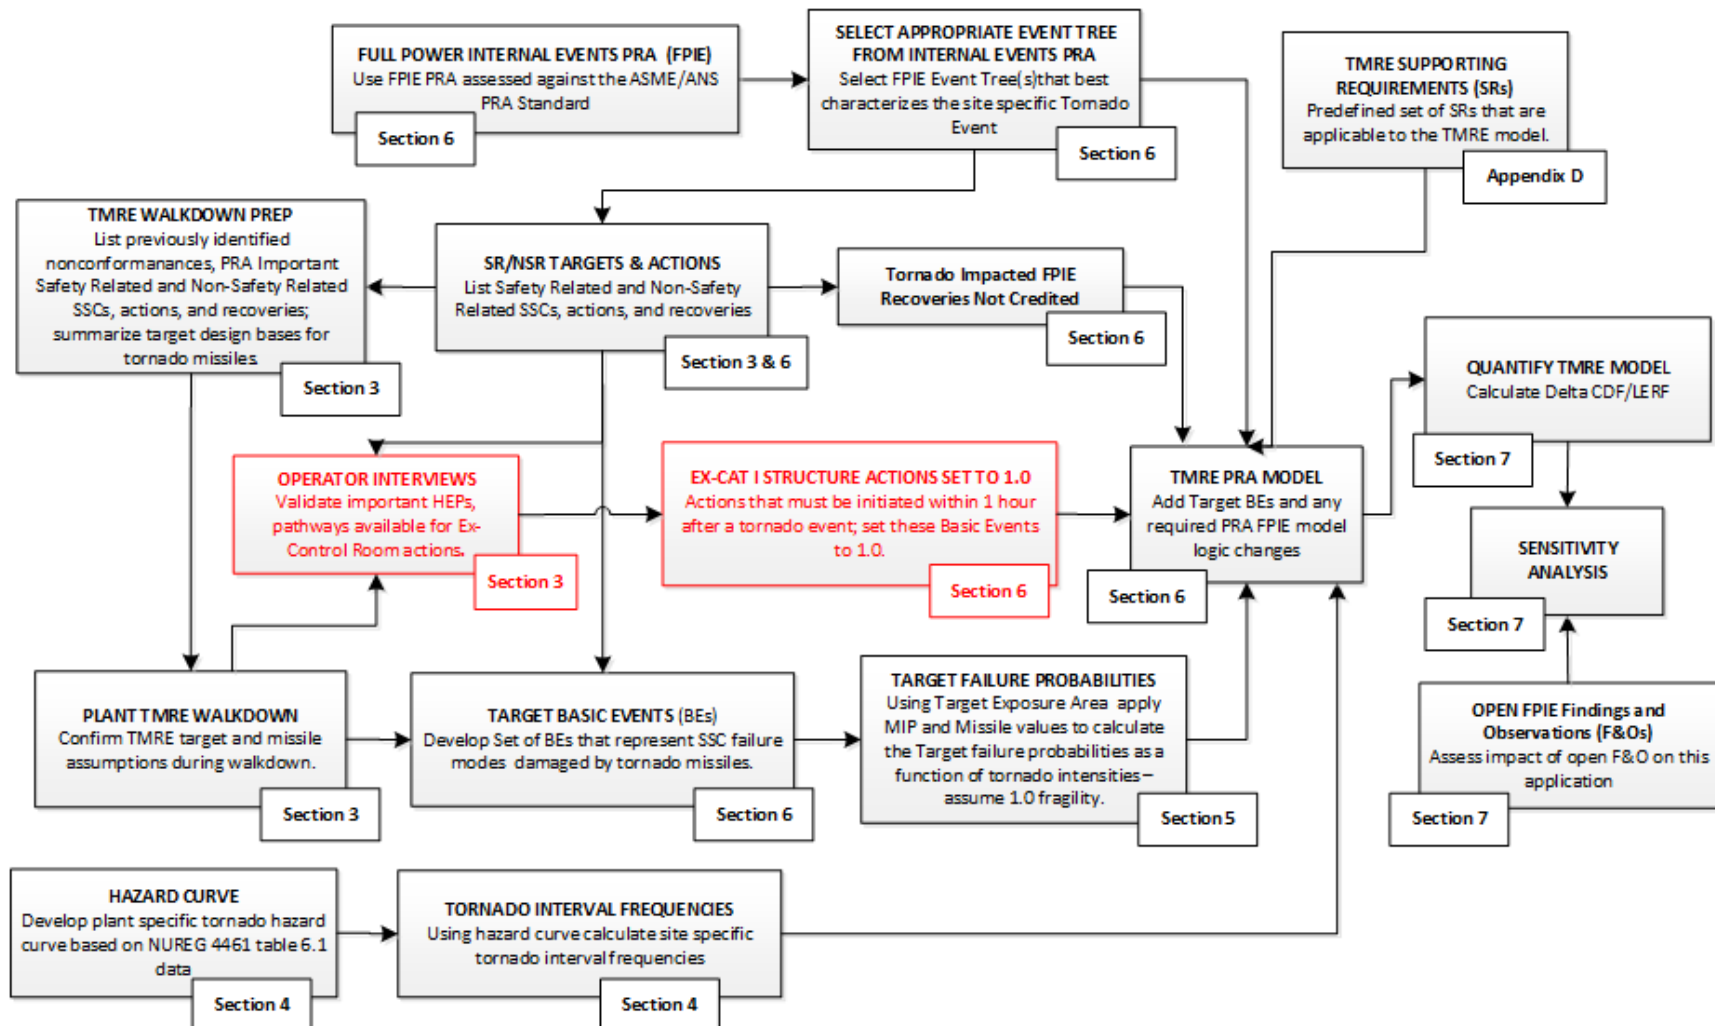 FULL POWER INTERNAL EVENTS PRA (FPIE)
Use FPIE PRA assessed against the ASME/ANS
PRA Standard
Section 6
SELECT APPROPRIATE EVENT TREE
FROM INTERNAL EVENTS PRA
Select FPIE Event Tree(s)that best
characterizes the site specific Tornado
Event
Section 6
TMRE SUPPORTING
REQUIREMENTS (SRs)
Predefined set of SRs that are
applicable to the TMRE model.
Appendix D
TMRE WALKDOWN PREP
List previously identified
nonconformanances, PRA Important
Safety Related and Non-Safety Related
SSCs, actions, and recoveries;
summarize target design bases for
tornado missiles.
Section 3
SR/NSR TARGETS & ACTIONS
List Safety Related and Non-Safety
Related SSCs, actions, and recoveries
Section 3 & 6
Tornado Impacted FPIE
Recoveries Not Credited
Section 6
QUANTIFY TMRE MODEL
Calculate Delta CDF/LERF
Section 7
OPERATOR INTERVIEWS
Validate important HEPs,
pathways available for Ex-
Control Room actions.
Section 3
EX-CAT I STRUCTURE ACTIONS SET TO 1.0
Actions that must be initiated within 1 hour
after a tornado event; set these Basic Events
to 1.0.
Section 6
TMRE PRA MODEL
Add Target BEs and any
required PRA FPIE model
logic changes
Section 6
SENSITIVITY
ANALYSIS
Section 7
PLANT TMRE WALKDOWN
Confirm TMRE target and missile
assumptions during walkdown.
Section 3
TARGET BASIC EVENTS (BEs)
Develop Set of BEs that represent SSC failure
modes damaged by tornado missiles.
Section 6
TARGET FAILURE PROBABILITIES
Using Target Exposure Area apply
MIP and Missile values to calculate
the Target failure probabilities as a
function of tornado intensities –
assume 1.0 fragility.
Section 5
OPEN FPIE Findings and
Observations (F&Os)
Assess impact of open F&O on this
application
Section 7
HAZARD CURVE
Develop plant specific tornado hazard
curve based on NUREG 4461 table 6.1
data
Section 4
TORNADO INTERVAL FREQUENCIES
Using hazard curve calculate site specific
tornado interval frequencies
Section 4